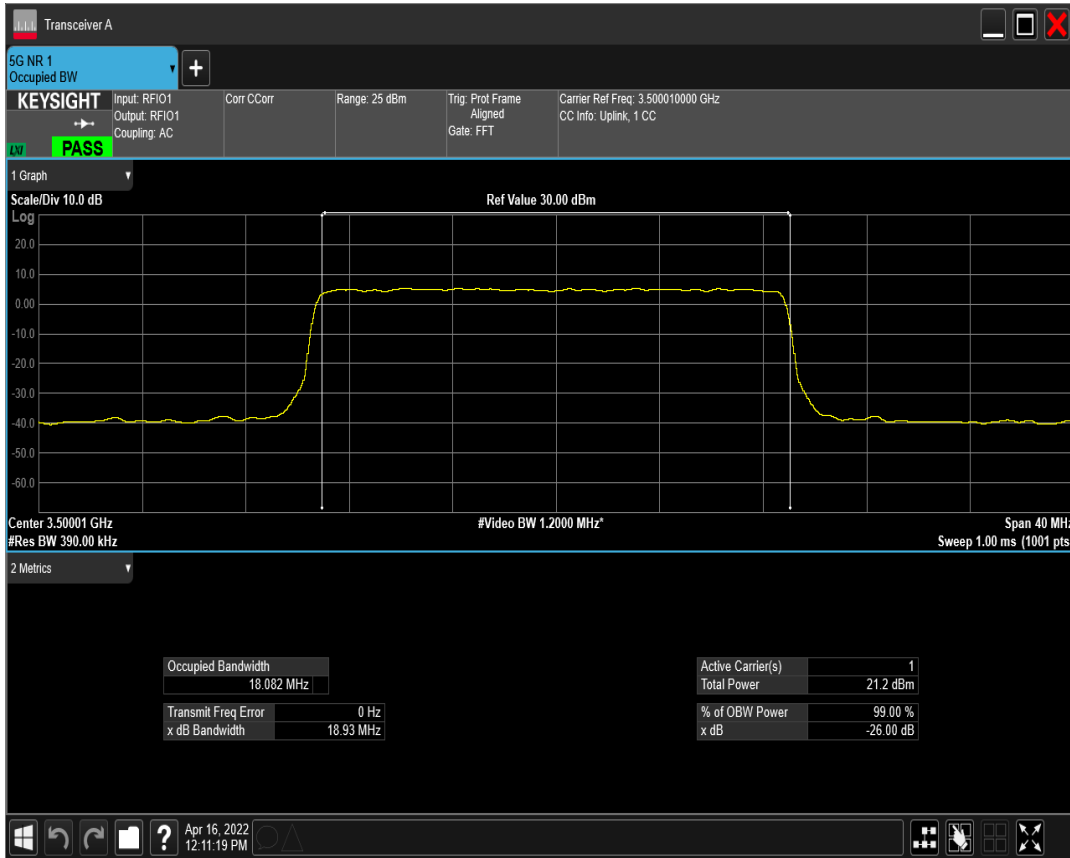 Transceiver A
5G NR 1
Occupied BW
+
KEYSIGHT
Input: RFIO1
Output: RFIO1
Coupling: AC
Corr CCorr
Range: 25 dBm
Trig: Prot Frame
Aligned
Gate: FFT
Carrier Ref Freq: 3.500010000 GHz
CC Info: Uplink, 1 CC
LXI
PASS
1 Graph
Scale/Div 10.0 dB
Ref Value 30.00 dBm
Log
20.0
10.0
0.00
-10.0
-20.0
-30.0
-40.0
-50.0
-60.0
Center 3.50001 GHz
#Video BW 1.2000 MHz*
Span 40 MHz
#Res BW 390.00 kHz
Sweep 1.00 ms (1001 pts
2 Metrics
Occupied Bandwidth
18.082 MHz
Transmit Freq Error 0 Hz
x dB Bandwidth 18.93 MHz
Active Carrier(s) 1
Total Power 21.2 dBm
% of OBW Power 99.00 %
x dB -26.00 dB
?
Apr 16, 2022
12:11:19 PM